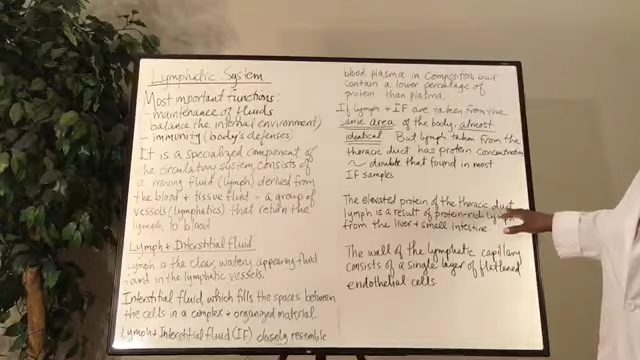 Lymphatic System
Most important functions:
- maintenance of fluids
balance the internal environment)
- immunity (body's defenses)
It is a specialized component of
he circulatory system, consists of
a moving fluid (lymph) derived from
the blood + tissue fluid - a group of
vessels (lymphatics) that return the
lymph to blood
Lymph + Interstitial fluid
Lymph is the clear, watery appearing fluid
found in the lymphatic vessels.
Interstitial fluid, which fills the spaces between
the cells in a complex + organized material.
Lymph + Interstitial fluid (IF) closely resemble
blood plasma in composition but
contain a lower percentage of
protein than plasma.
If lymph + IF are taken from the
same area of the body, almost
identical But lymph taken from the
thoracic duct has protein concentration
~ double that found in most
IF samples
The elevated protein of the thoracic duct
lymph is a result of protein-rich lymph
from the liver + small intestine.
The wall of the lymphatic capillary
consists of a single layer of flattened
endothelial cells.